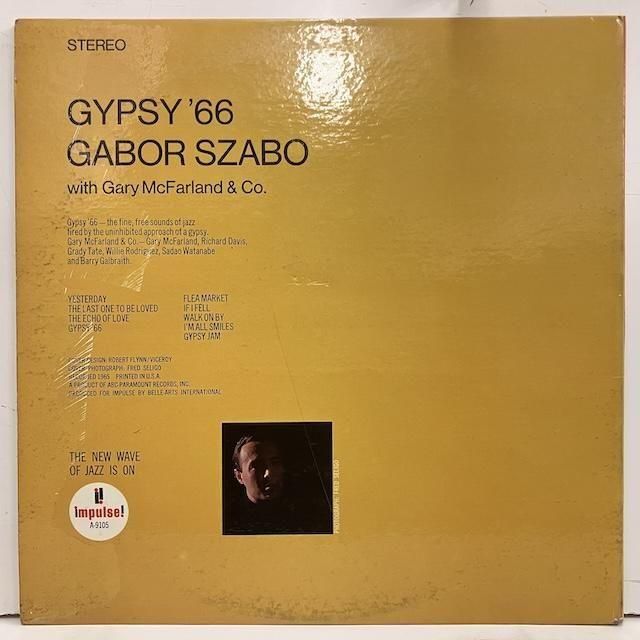 STEREO
GYPSY '66
GABOR SZABO
with Gary McFarland & Co.
Gypsy '66 — the fine, free sounds of jazz
fired by the uninhibited approach of a gypsy.
Gary McFarland & Co. — Gary McFarland, Richard Davis,
Grady Tate, Willie Rodriguez, Sadao Watanabe
and Barry Galbraith.
YESTERDAY
THE LAST ONE TO BE LOVED
THE ECHO OF LOVE
GYPSY '66
FLEA MARKET
IF I FELL
WALK ON BY
I'M ALL SMILES
GYPSY JAM
COVER DESIGN: ROBERT FLYNN/VICEROY
COVER PHOTOGRAPH: FRED SELIGO
RECORDED 1965 PRINTED IN U.S.A.
A PRODUCT OF ABC-PARAMOUNT RECORDS, INC.
PRODUCED FOR IMPULSE BY BELLE-ARTS INTERNATIONAL
THE NEW WAVE
OF JAZZ IS ON
i!
impulse!
A-9105
PHOTOGRAPH: FRED SELIGO